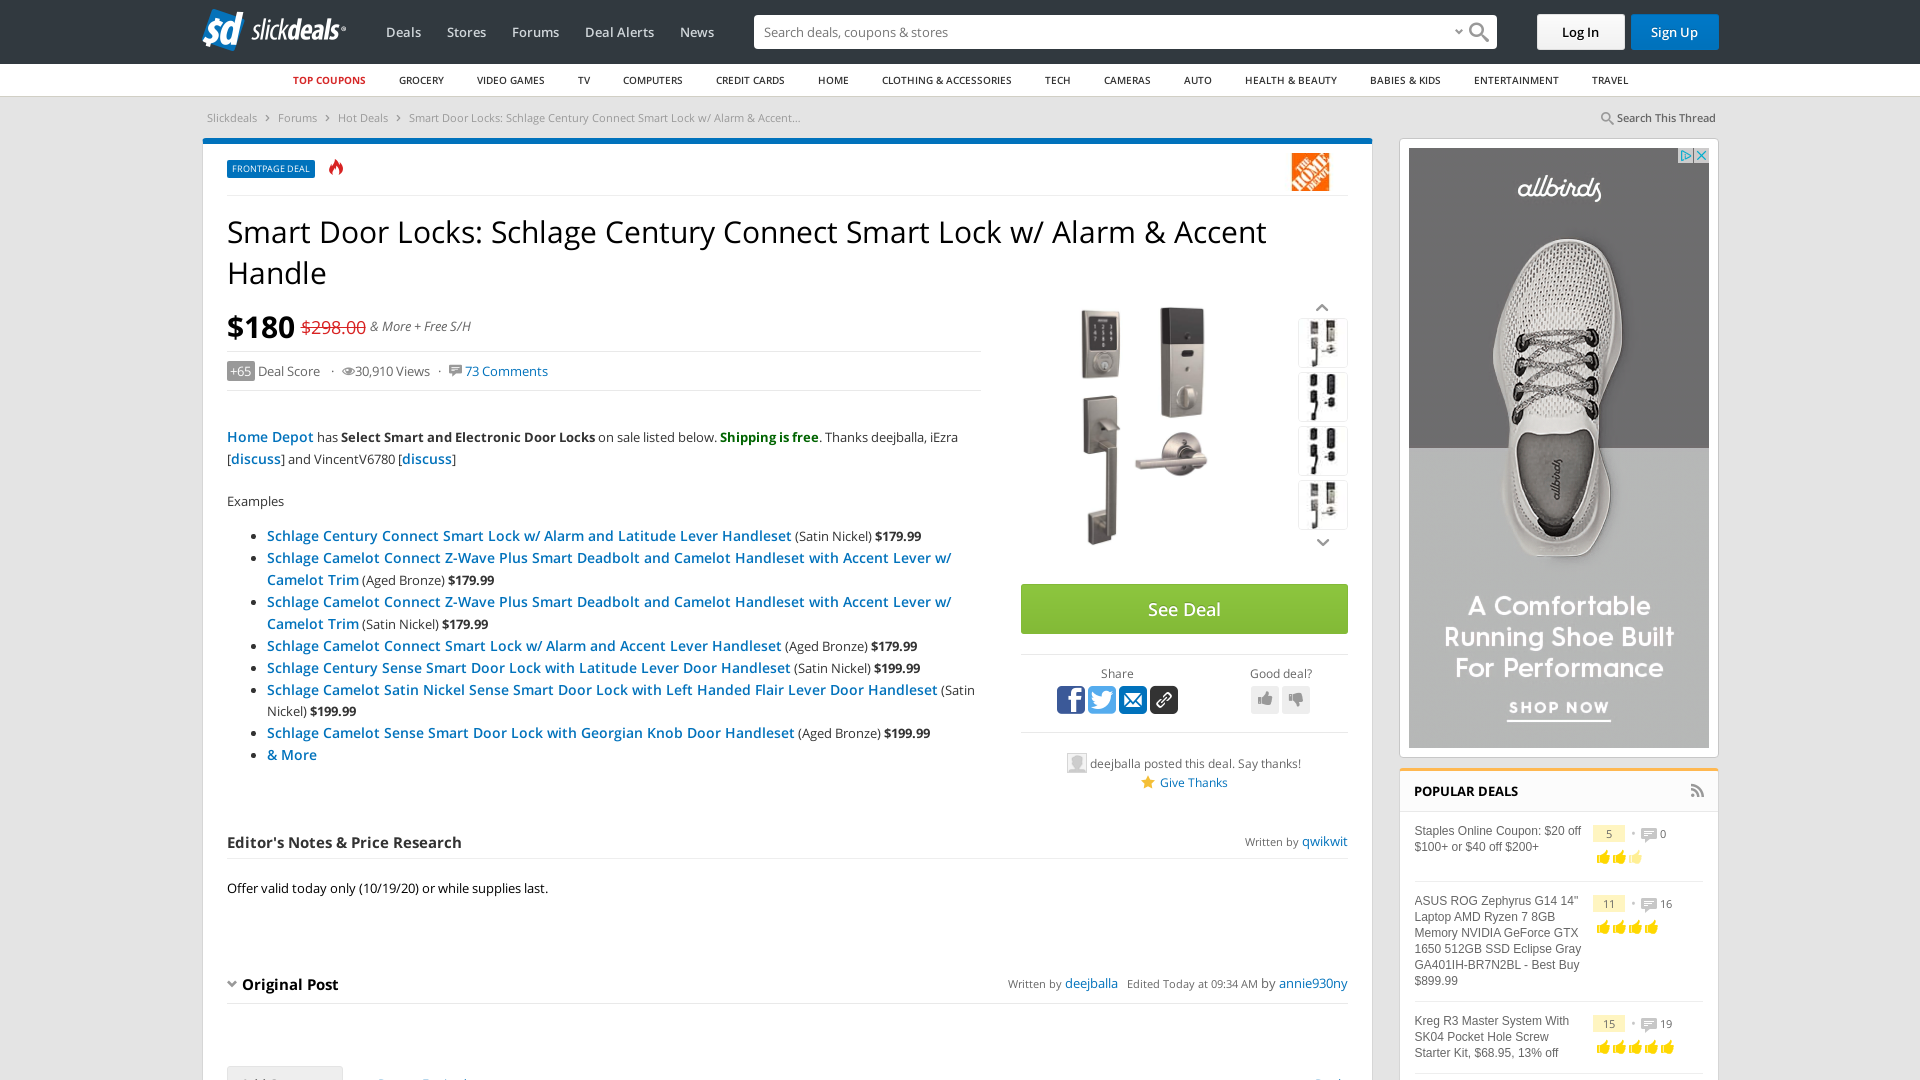 sd slickdeals
Deals Stores Forums Deal Alerts News Search deals, coupons & stores Log In Sign Up
TOP COUPONS GROCERY VIDEO GAMES TV COMPUTERS CREDIT CARDS HOME CLOTHING & ACCESSORIES TECH CAMERAS AUTO HEALTH & BEAUTY BABIES & KIDS ENTERTAINMENT TRAVEL
Slickdeals › Forums › Hot Deals › Smart Door Locks: Schlage Century Connect Smart Lock w/ Alarm & Accent...
Search This Thread
FRONTPAGE DEAL
THE HOME DEPOT
Smart Door Locks: Schlage Century Connect Smart Lock w/ Alarm & Accent
Handle
$180 $298.00 & More + Free S/H
+65 Deal Score · 30,910 Views · 73 Comments
Home Depot has Select Smart and Electronic Door Locks on sale listed below. Shipping is free. Thanks deejballa, iEzra
[discuss] and VincentV6780 [discuss]
Examples
• Schlage Century Connect Smart Lock w/ Alarm and Latitude Lever Handleset (Satin Nickel) $179.99
• Schlage Camelot Connect Z-Wave Plus Smart Deadbolt and Camelot Handleset with Accent Lever w/
Camelot Trim (Aged Bronze) $179.99
• Schlage Camelot Connect Z-Wave Plus Smart Deadbolt and Camelot Handleset with Accent Lever w/
Camelot Trim (Satin Nickel) $179.99
• Schlage Camelot Connect Smart Lock w/ Alarm and Accent Lever Handleset (Aged Bronze) $179.99
• Schlage Century Sense Smart Door Lock with Latitude Lever Door Handleset (Satin Nickel) $199.99
• Schlage Camelot Satin Nickel Sense Smart Door Lock with Left Handed Flair Lever Door Handleset (Satin
Nickel) $199.99
• Schlage Camelot Sense Smart Door Lock with Georgian Knob Door Handleset (Aged Bronze) $199.99
• & More
See Deal
Share Good deal?
deejballa posted this deal. Say thanks!
Give Thanks
Editor's Notes & Price Research
Written by qwikwit
Offer valid today only (10/19/20) or while supplies last.
Original Post
Written by deejballa Edited Today at 09:34 AM by annie930ny
allbirds
allbirds
A Comfortable
Running Shoe Built
For Performance
SHOP NOW
POPULAR DEALS
Staples Online Coupon: $20 off
$100+ or $40 off $200+
5 • 0
ASUS ROG Zephyrus G14 14"
Laptop AMD Ryzen 7 8GB
Memory NVIDIA GeForce GTX
1650 512GB SSD Eclipse Gray
GA401IH-BR7N2BL - Best Buy
$899.99
11 • 16
Kreg R3 Master System With
SK04 Pocket Hole Screw
Starter Kit, $68.95, 13% off
15 • 19